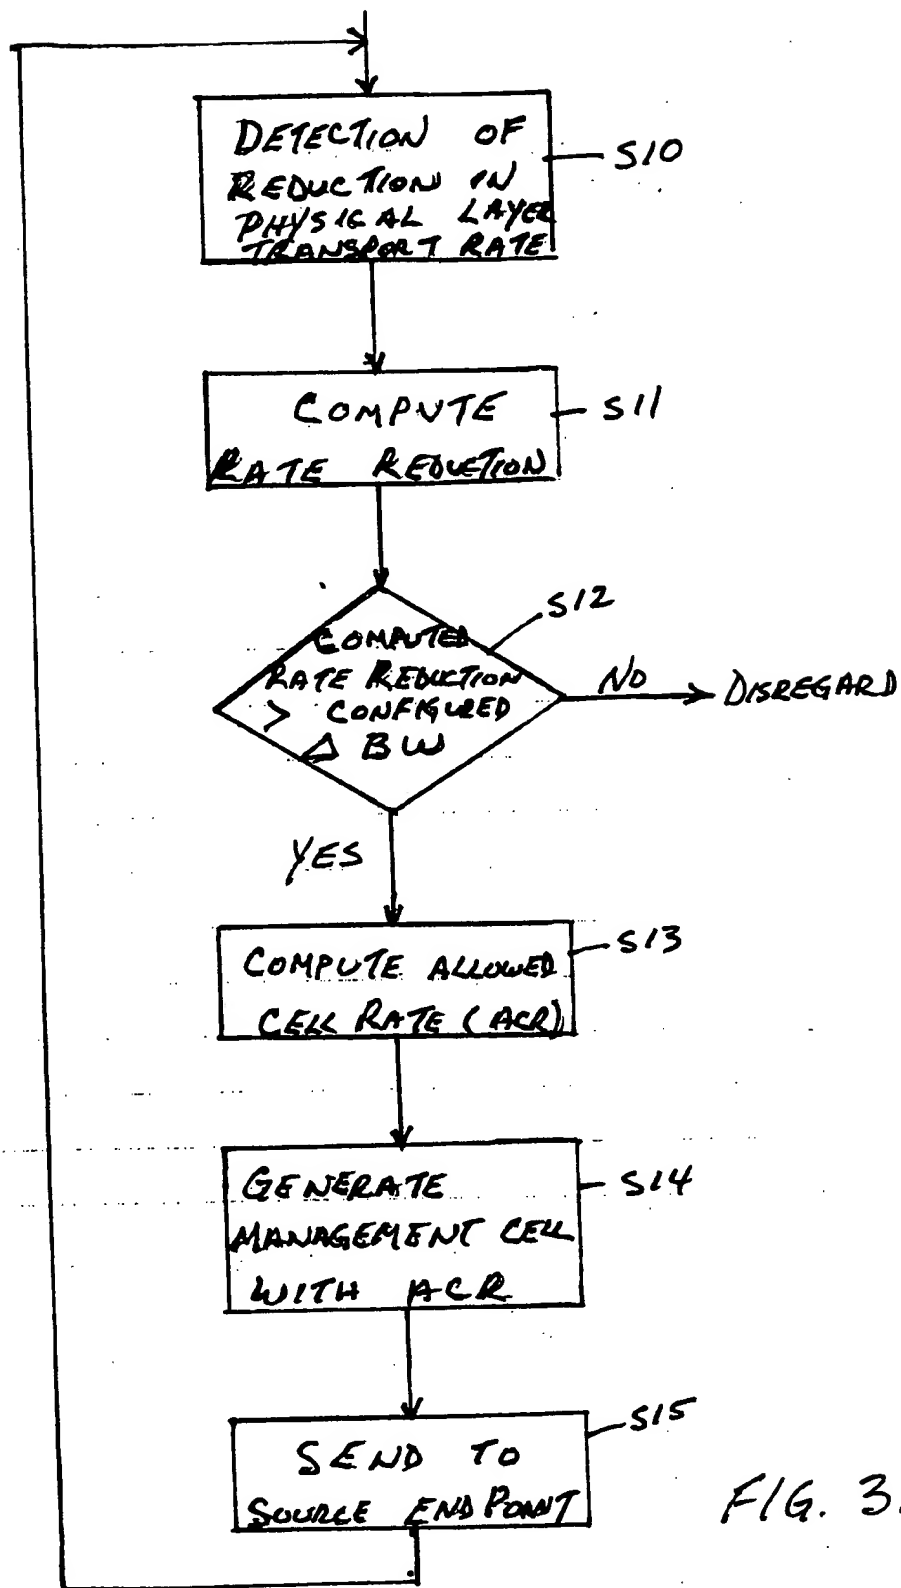 DETECTION OF
REDUCTION IN
PHYSICAL LAYER
TRANSPORT RATE
S10
COMPUTE
RATE REDUCTION
S11
S12
COMPUTED
RATE REDUCTION
> CONFIGURED
Δ BW
NO
DISREGARD
YES
COMPUTE ALLOWED
CELL RATE (ACR)
S13
GENERATE
MANAGEMENT CELL
WITH ACR
S14
SEND TO
SOURCE ENDPOINT
S15
FIG. 3.